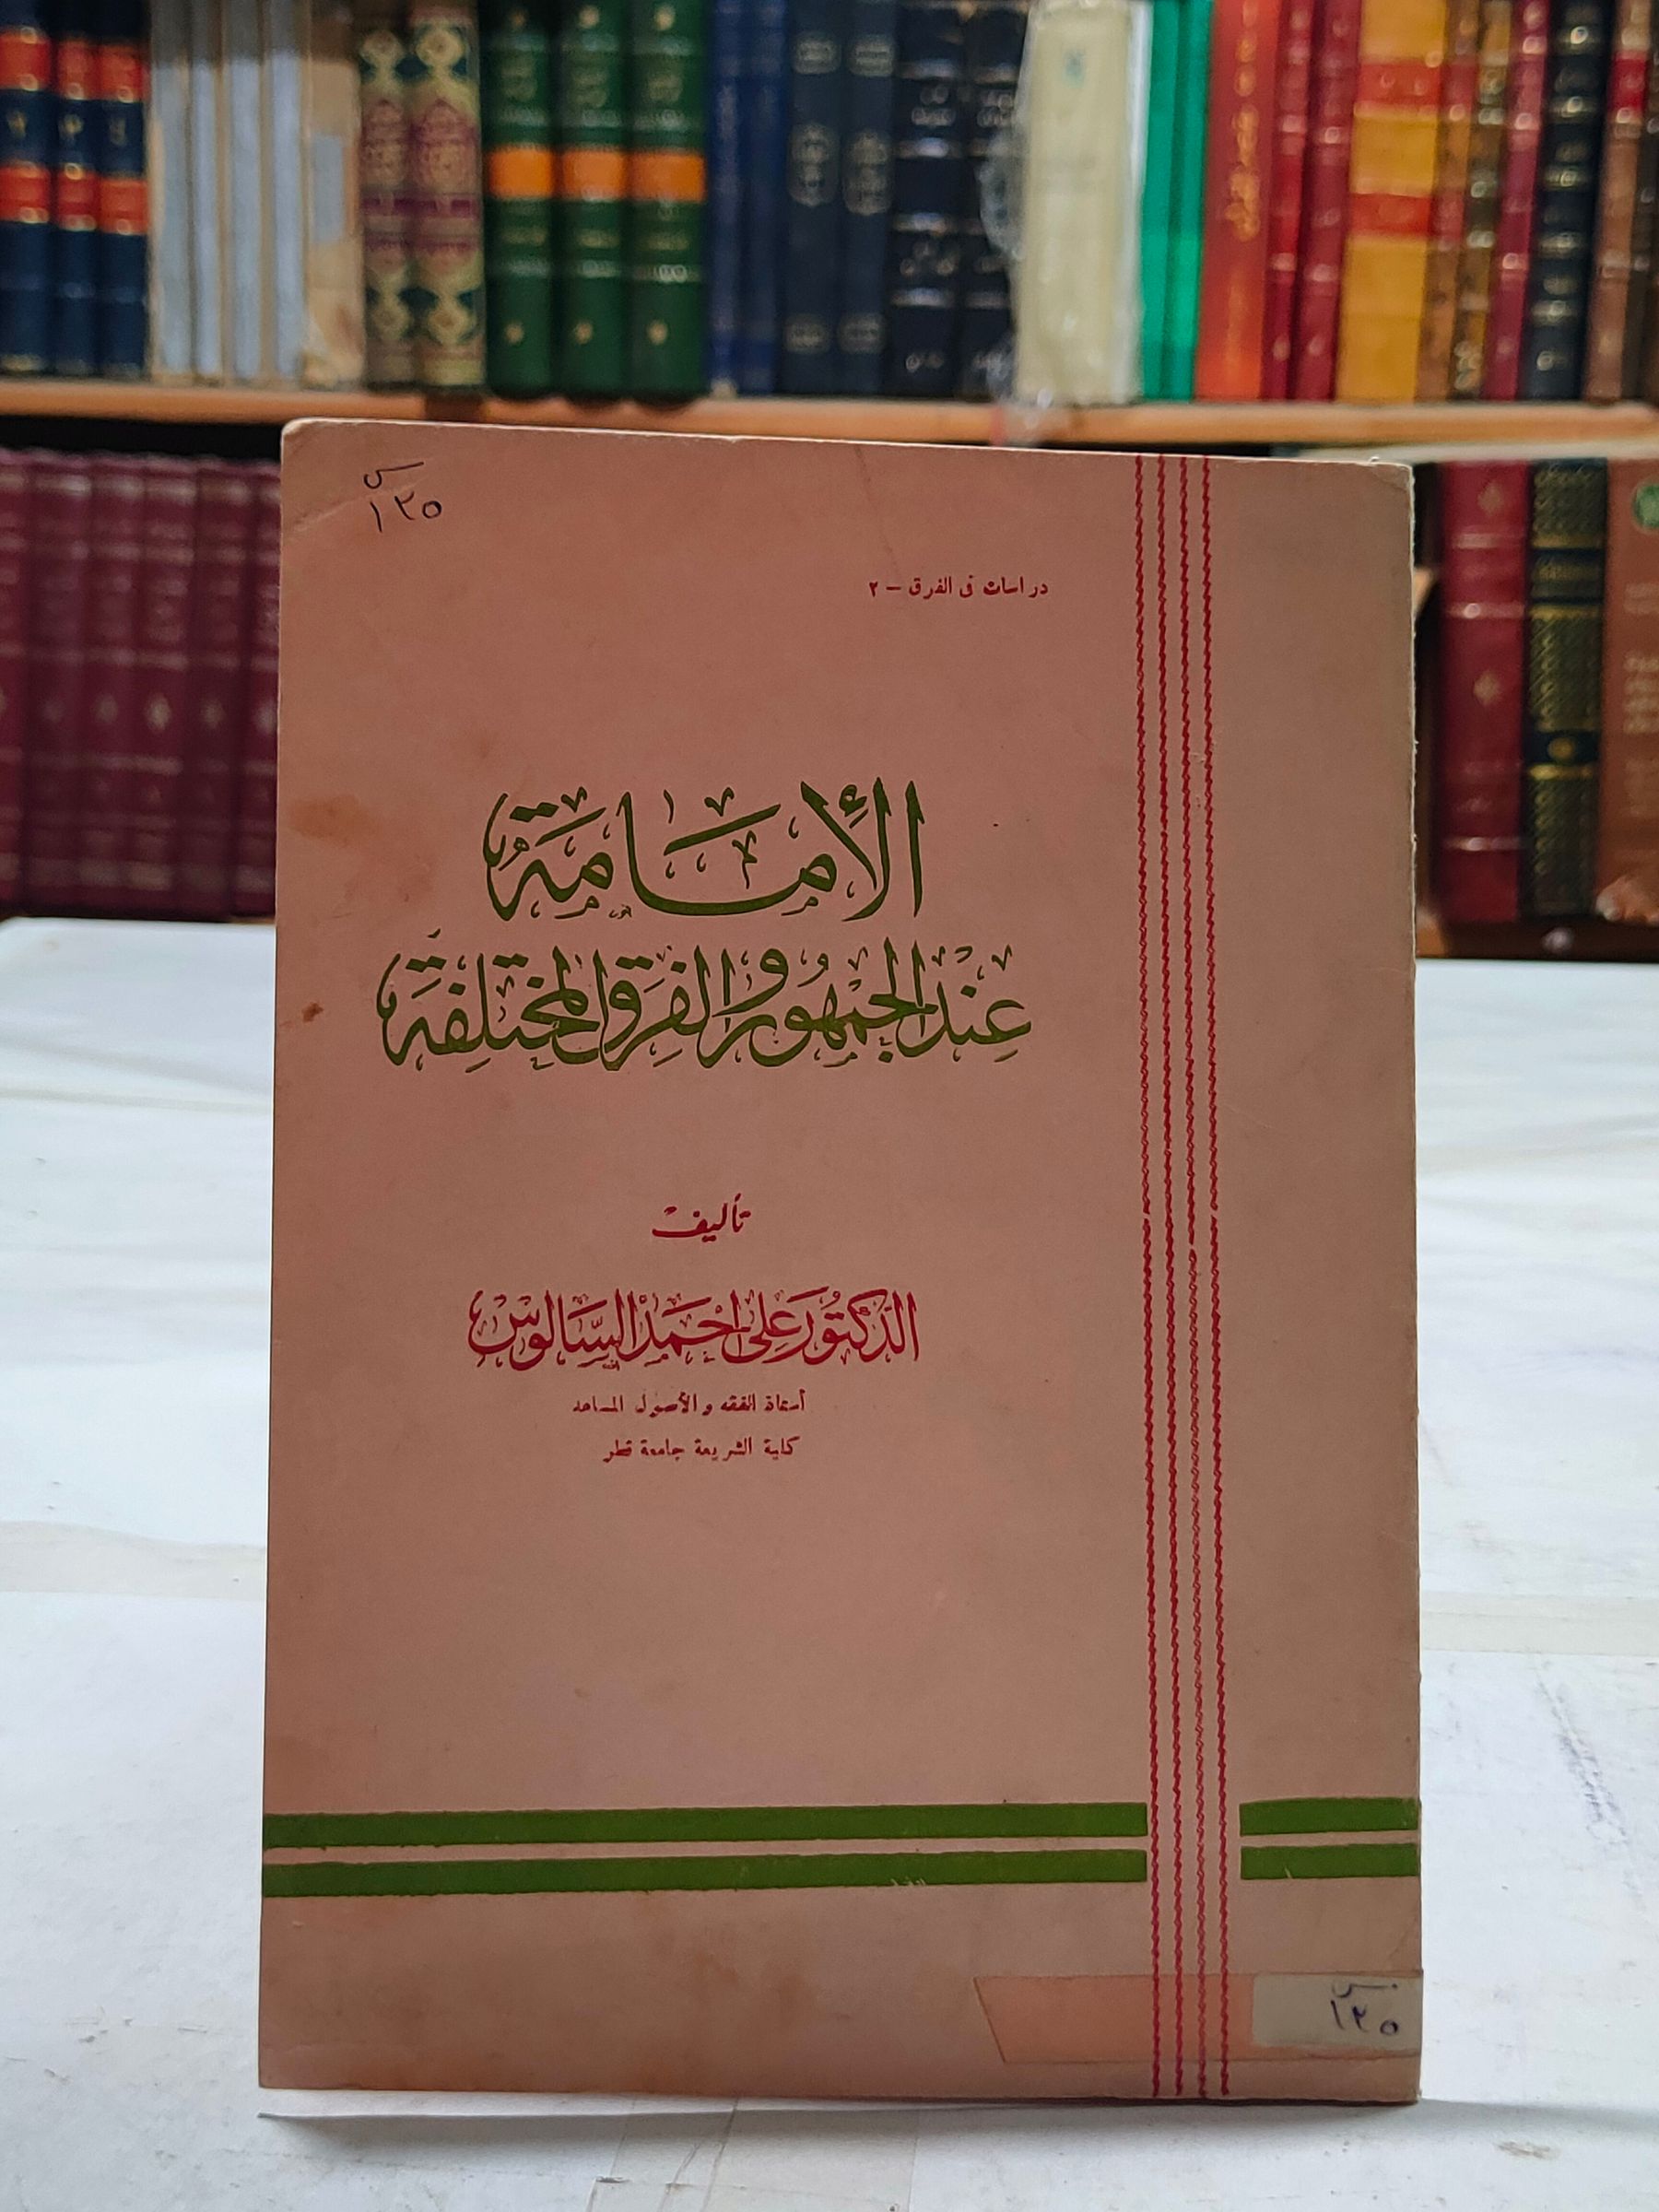 س
١٢٥
دراسات فى الفرق - ٢
الإمامة
عند الجمهور والفرق المختلفة
تأليف
الدكتور على احمد السالوس
أستاذ الفقه والأصول المساعد
كلية الشريعة جامعة قطر
س
١٢٥